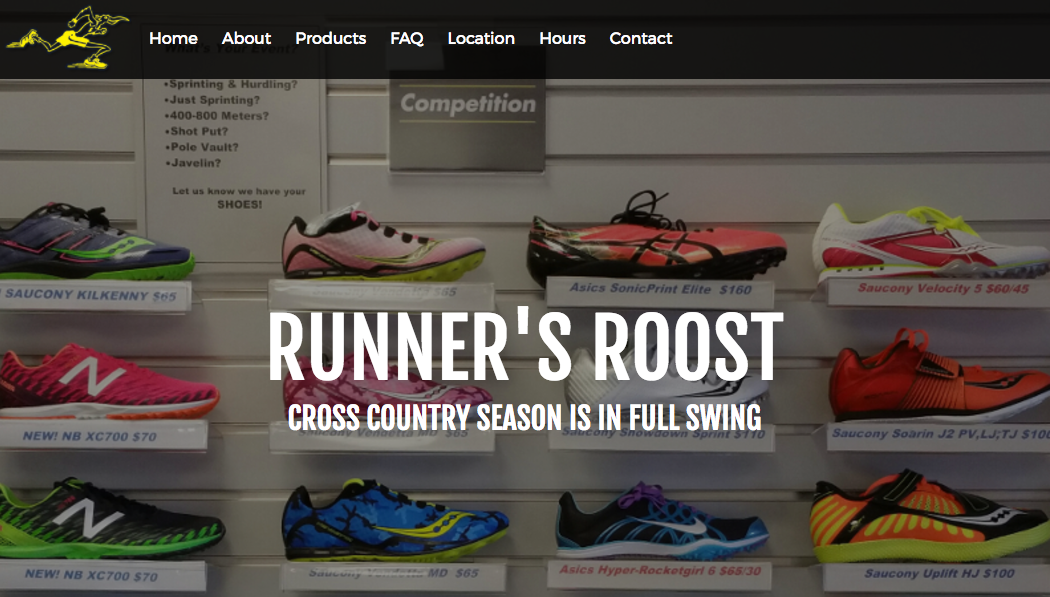 Home About Products FAQ Location Hours Contact
What's Your Event?
•Sprinting & Hurdling?
•Just Sprinting?
•400-800 Meters?
•Shot Put?
•Pole Vault?
•Javelin?
Let us know we have your
SHOES!
Competition
SAUCONY KILKENNY $65
$65
Asics SonicPrint Elite $160
Saucony Velocity 5 $60/45
RUNNER'S ROOST
CROSS COUNTRY SEASON IS IN FULL SWING
NEW! NB XC700 $70
Saucony Vendetta MD $65
Saucony Showdown Sprint $110
Saucony Soarin J2 PV,LJ;TJ $100
NEW! NB XC700 $70
Saucony Vendetta MD $65
Asics Hyper-Rocketgirl 6 $65/30
Saucony Uplift HJ $100